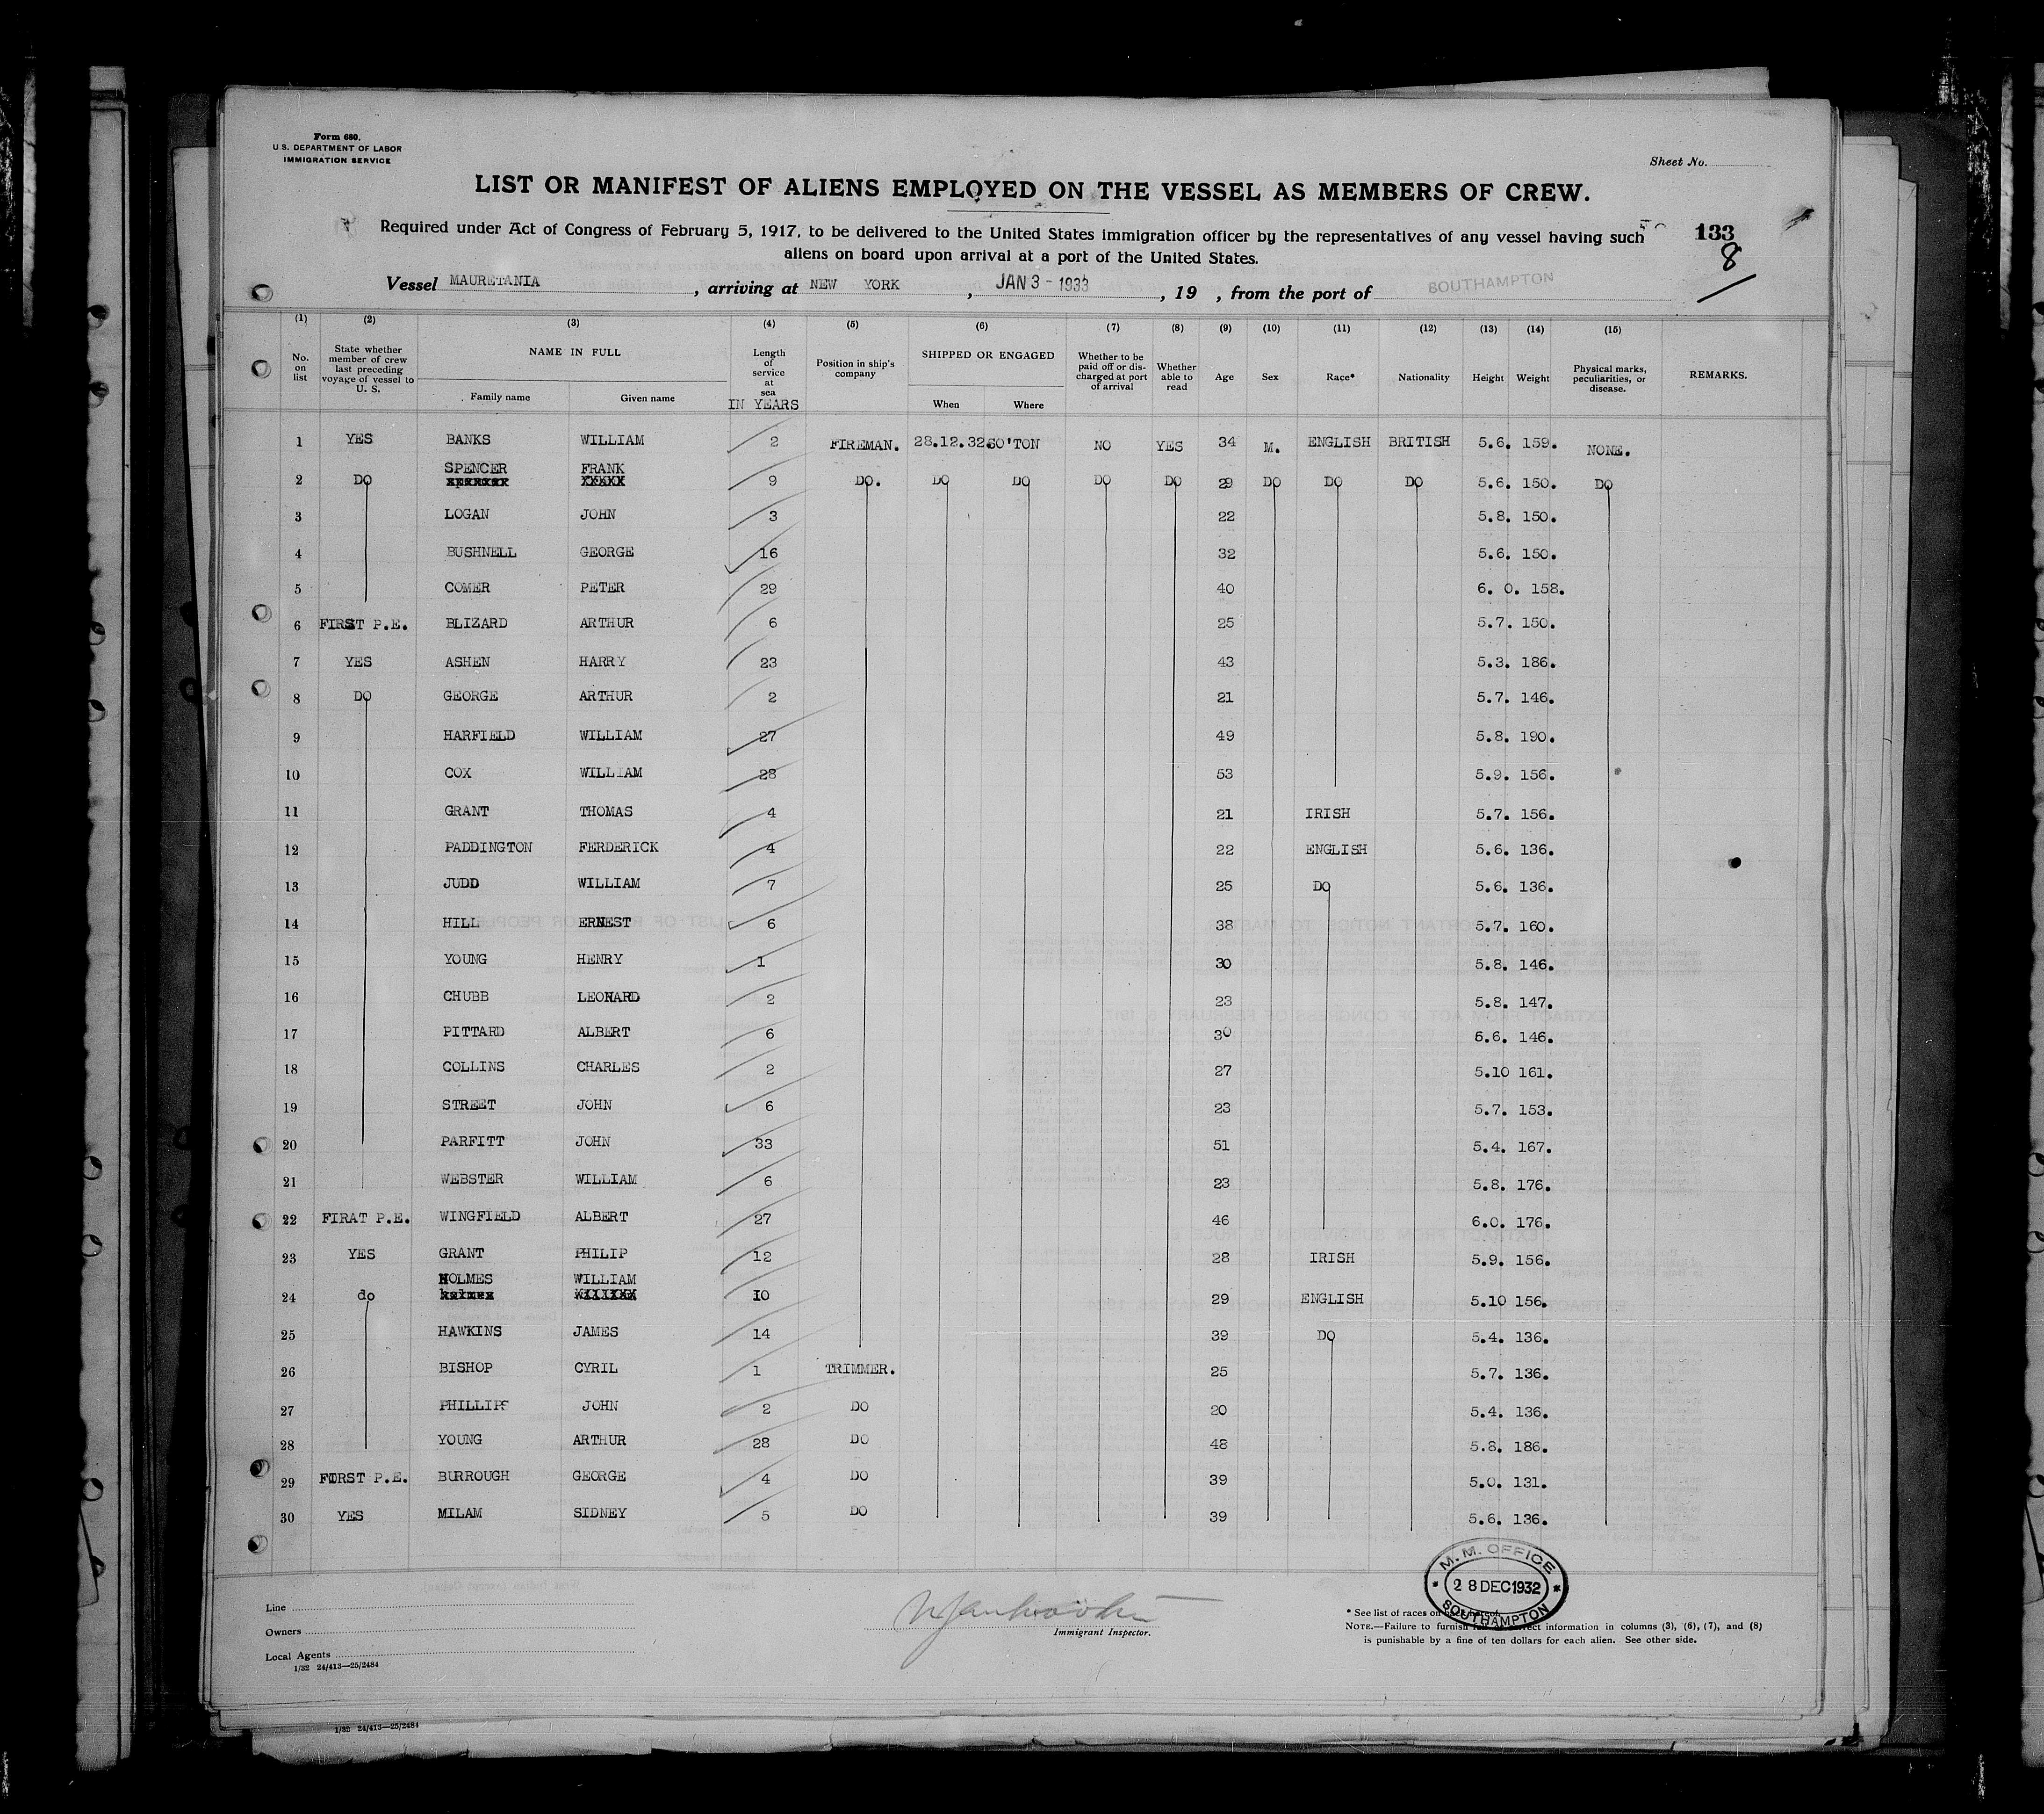 Form 680.
U. S. DEPARTMENT OF LABOR
IMMIGRATION SERVICE
Sheet No.
LIST OR MANIFEST OF ALIENS EMPLOYED ON THE VESSEL AS MEMBERS OF CREW.
Required under Act of Congress of February 5, 1917, to be delivered to the United States immigration officer by the representatives of any vessel having such
aliens on board upon arrival at a port of the United States.
133
8
Vessel MAURETANIA, arriving at NEW YORK, JAN 3 - 1933, 19 , from the port of SOUTHAMPTON
(1) (2) (3) (4) (5) (6) (7) (8) (9) (10) (11) (12) (13) (14) (15)
No. on list | State whether member of crew last preceding voyage of vessel to U. S. | NAME IN FULL Family name Given name | Length of service at sea IN YEARS | Position in ship's company | SHIPPED OR ENGAGED When Where | Whether to be paid off or discharged at port of arrival | Whether able to read | Age | Sex | Race* | Nationality | Height | Weight | Physical marks, peculiarities, or disease. | REMARKS.
1 YES BANKS WILLIAM 2 FIREMAN. 28.12.32 SO'TON NO YES 34 M. ENGLISH BRITISH 5.6. 159. NONE.
SPENCER FRANK
2 DO 9 DO. DO DO DO DO 29 DO DO DO 5.6. 150. DO
3 LOGAN JOHN 3 22 5.8. 150.
4 BUSHNELL GEORGE 16 32 5.6. 150.
5 COMER PETER 29 40 6. 0. 158.
6 FIRST P.E. BLIZARD ARTHUR 6 25 5.7. 150.
7 YES ASHEN HARRY 23 43 5.3. 186.
8 DO GEORGE ARTHUR 2 21 5.7. 146.
9 HARFIELD WILLIAM 27 49 5.8. 190.
10 COX WILLIAM 28 53 5.9. 156.
11 GRANT THOMAS 4 21 IRISH 5.7. 156.
12 PADDINGTON FERDERICK 4 22 ENGLISH 5.6. 136.
13 JUDD WILLIAM 7 25 DO 5.6. 136.
14 HILL ERNEST 6 38 5.7. 160.
15 YOUNG HENRY 1 30 5.8. 146.
16 CHUBB LEONARD 2 23 5.8. 147.
17 PITTARD ALBERT 6 30 6.6. 146.
18 COLLINS CHARLES 2 27 5.10 161.
19 STREET JOHN 6 23 5.7. 153.
20 PARFITT JOHN 33 51 5.4. 167.
21 WEBSTER WILLIAM 6 23 5.8. 176.
22 FIRAT P.E. WINGFIELD ALBERT 27 46 6.0. 176.
23 YES GRANT PHILIP 12 28 IRISH 5.9. 156.
HOLMES WILLIAM
24 do 10 29 ENGLISH 5.10 156.
25 HAWKINS JAMES 14 39 DO 5.4. 136.
26 BISHOP CYRIL 1 TRIMMER. 25 5.7. 136.
27 PHILLIPS JOHN 2 DO 20 5.4. 136.
28 YOUNG ARTHUR 28 DO 48 5.8. 186.
29 FIRST P.E. BURROUGH GEORGE 4 DO 39 5.0. 131.
30 YES MILAM SIDNEY 5 DO 39 5.6. 136.
M. M. OFFICE
28 DEC 1932
SOUTHAMPTON
Line
Owners
Local Agents
1/32 24/413—25/2484
Immigrant Inspector.
* See list of races on
NOTE.—Failure to furnish correct information in columns (3), (6), (7), and (8)
is punishable by a fine of ten dollars for each alien. See other side.
1/32 24/413—25/2484